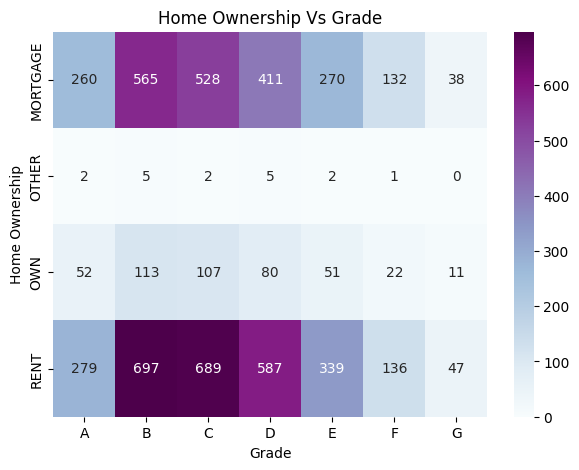 Home Ownership Vs Grade
Home Ownership
MORTGAGE
260 565 528 411 270 132 38
OTHER
2 5 2 5 2 1 0
OWN
52 113 107 80 51 22 11
RENT
279 697 689 587 339 136 47
A B C D E F G
Grade
600
500
400
300
200
100
0